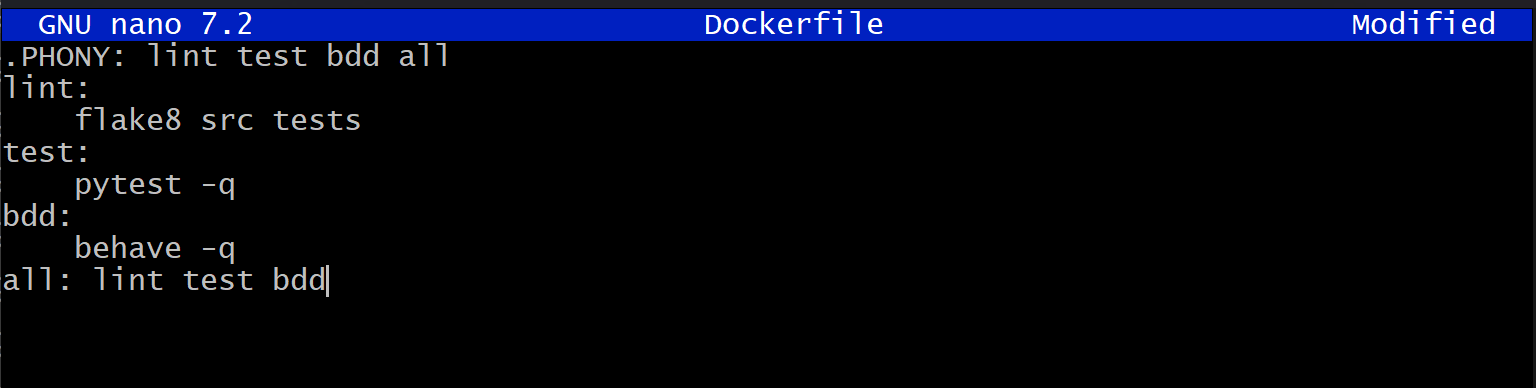 GNU nano 7.2 Dockerfile Modified
.PHONY: lint test bdd all
lint:
    flake8 src tests
test:
    pytest -q
bdd:
    behave -q
all: lint test bdd